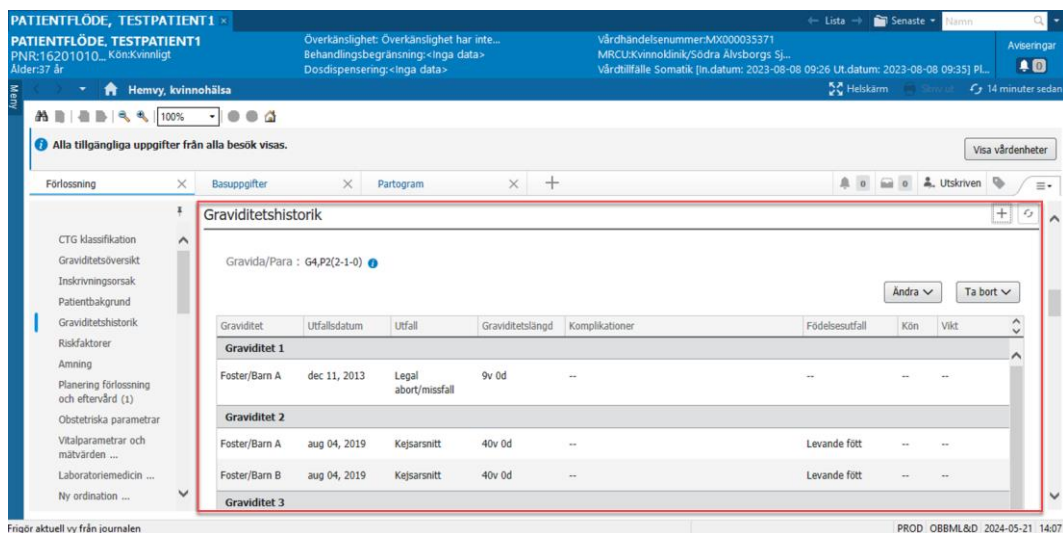 PATIENTFLÖDE, TESTPATIENT1 ×
← Lista → Senaste Namn
PATIENTFLÖDE, TESTPATIENT1
PNR:16201010... Kön:Kvinnligt
Ålder:37 år
Överkänslighet: Överkänslighet har inte...
Behandlingsbegränsning:<Inga data>
Dosdispensering:<Inga data>
Vårdhändelsenummer:MX000035371
MRCU:Kvinnoklinik/Södra Älvsborgs Sj...
Vårdtillfälle Somatik [In.datum: 2023-08-08 09:26 Ut.datum: 2023-08-08 09:35] Pl...
Aviseringar
0
Meny
Hemvy, kvinnohälsa
Helskärm Skriv ut 14 minuter sedan
100%
Alla tillgängliga uppgifter från alla besök visas.
Visa vårdenheter
Förlossning × Basuppgifter × Partogram × +
0 0 Utskriven
CTG klassifikation
Graviditetsöversikt
Inskrivningsorsak
Patientbakgrund
Graviditetshistorik
Riskfaktorer
Amning
Planering förlossning
och eftervård (1)
Obstetriska parametrar
Vitalparametrar och
mätvärden ...
Laboratoriemedicin ...
Ny ordination ...
Graviditetshistorik
Gravida/Para : G4,P2(2-1-0)
Ändra Ta bort
Graviditet Utfallsdatum Utfall Graviditetslängd Komplikationer Födelsesutfall Kön Vikt
Graviditet 1
Foster/Barn A dec 11, 2013 Legal abort/missfall 9v 0d -- -- -- --
Graviditet 2
Foster/Barn A aug 04, 2019 Kejsarsnitt 40v 0d -- Levande fött -- --
Foster/Barn B aug 04, 2019 Kejsarsnitt 40v 0d -- Levande fött -- --
Graviditet 3
Frigör aktuell vy från journalen
PROD OBBML&D 2024-05-21 14:07